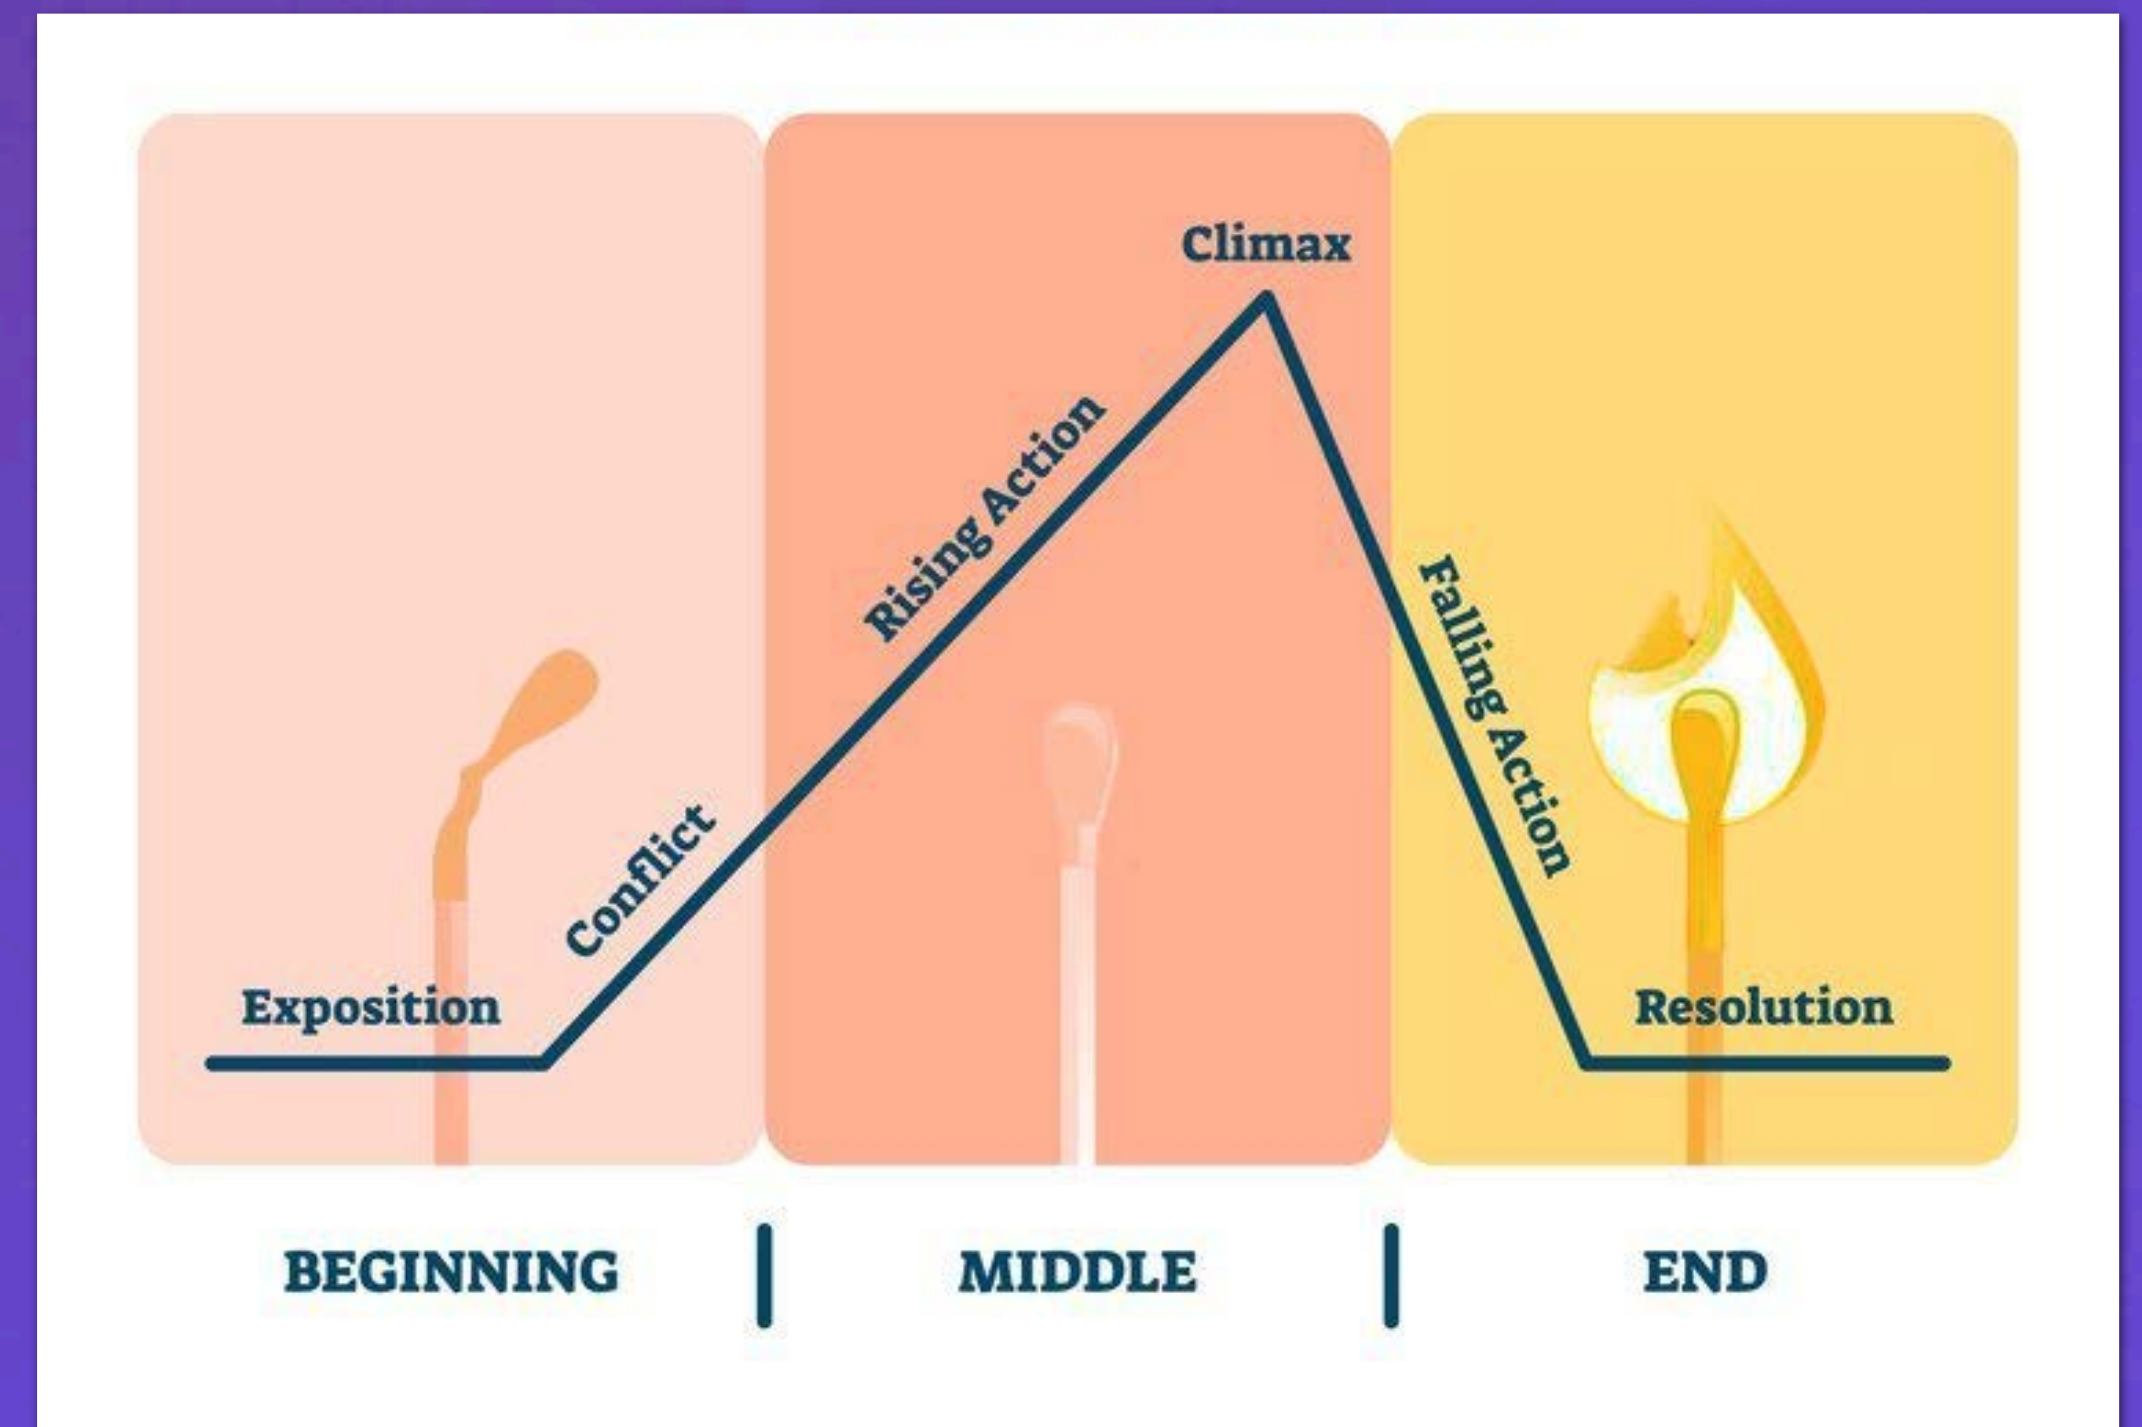 Climax
Rising Action
Falling Action
Conflict
Exposition
Resolution
BEGINNING
MIDDLE
END